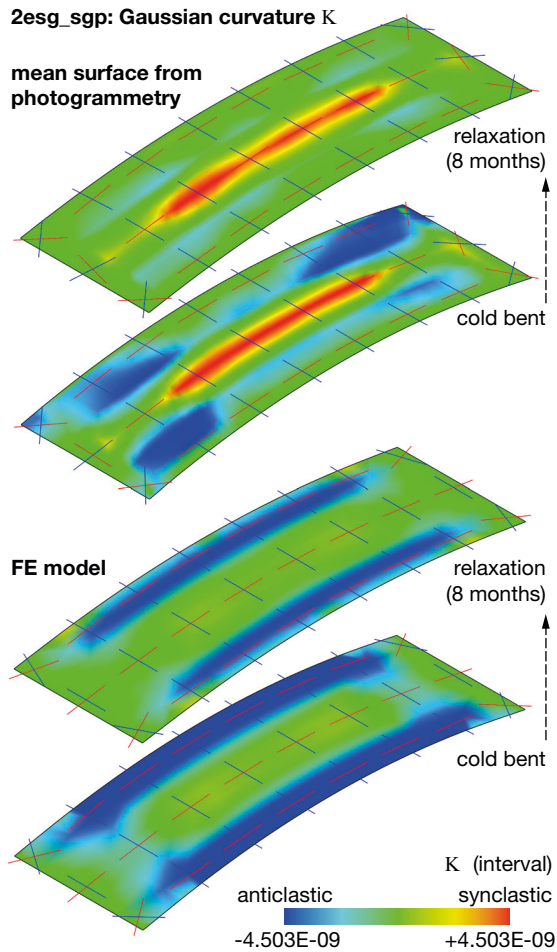 2esg_sgp: Gaussian curvature K
mean surface from
photogrammetry
relaxation
(8 months)
cold bent
FE model
relaxation
(8 months)
cold bent
K (interval)
anticlastic synclastic
-4.503E-09 +4.503E-09